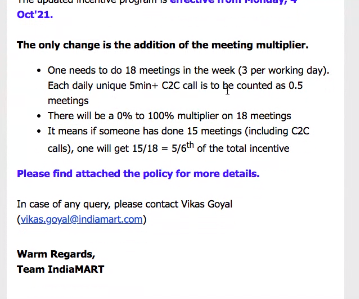 The updated incentive program is effective from Monday, 4
Oct'21.
The only change is the addition of the meeting multiplier.
• One needs to do 18 meetings in the week (3 per working day).
Each daily unique 5min+ C2C call is to be counted as 0.5
meetings
• There will be a 0% to 100% multiplier on 18 meetings
• It means if someone has done 15 meetings (including C2C
calls), one will get 15/18 = 5/6th of the total incentive
Please find attached the policy for more details.
In case of any query, please contact Vikas Goyal
(vikas.goyal@indiamart.com)
Warm Regards,
Team IndiaMART